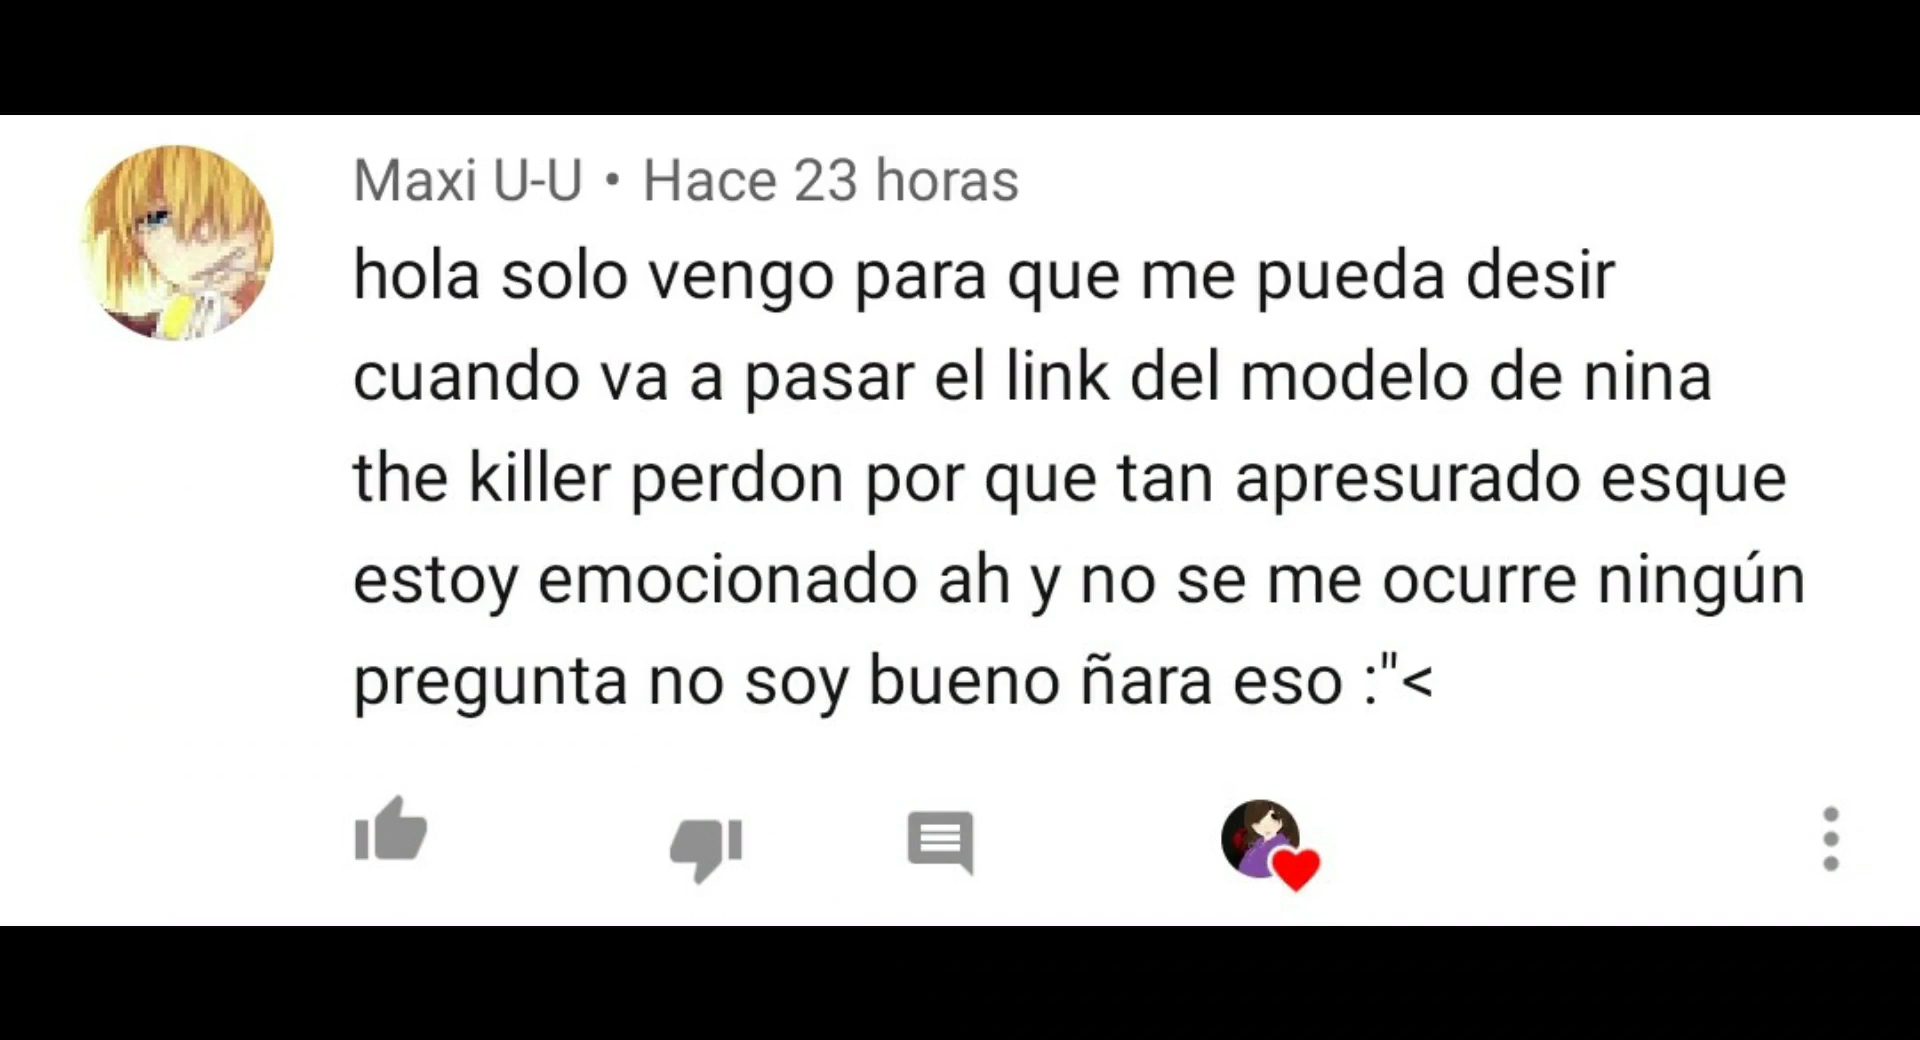 Maxi U-U • Hace 23 horas
hola solo vengo para que me pueda desir
cuando va a pasar el link del modelo de nina
the killer perdon por que tan apresurado esque
estoy emocionado ah y no se me ocurre ningún
pregunta no soy bueno ñara eso :"<